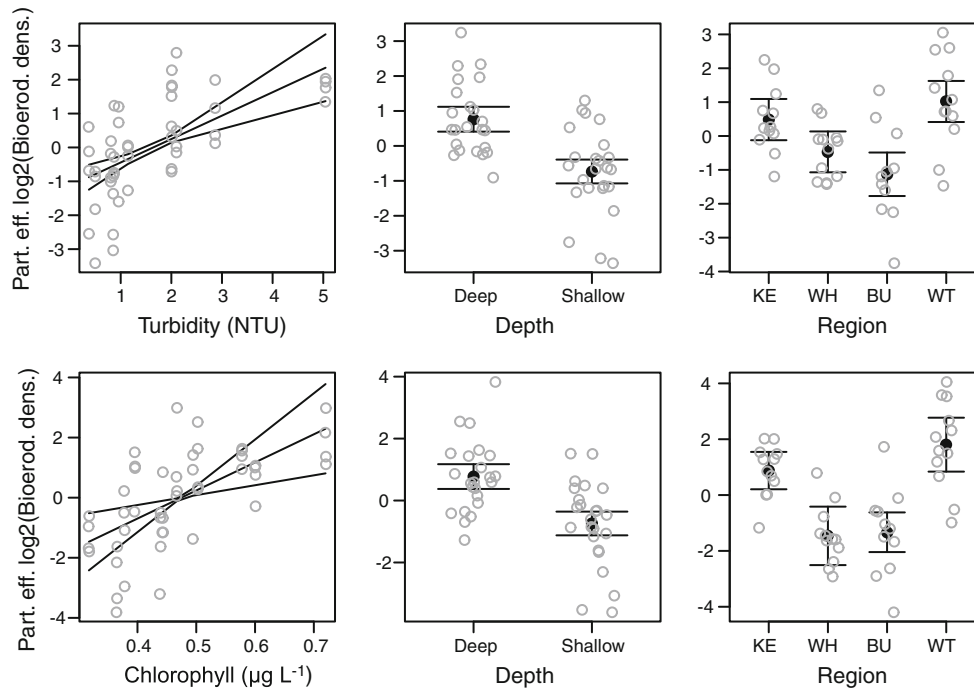 Part. eff. log2(Bioerod. dens.)
3
2
1
0
-1
-2
-3
1 2 3 4 5
Turbidity (NTU)
3
2
1
0
-1
-2
-3
Deep Shallow
Depth
3
2
1
0
-1
-2
-3
-4
KE WH BU WT
Region
Part. eff. log2(Bioerod. dens.)
4
2
0
-2
-4
0.4 0.5 0.6 0.7
Chlorophyll (µg L-1)
4
2
0
-2
Deep Shallow
Depth
4
2
0
-2
-4
KE WH BU WT
Region